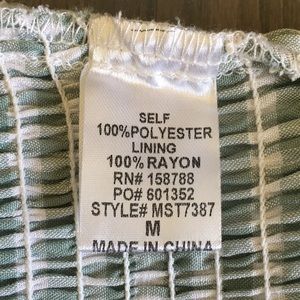 SELF
100%POLYESTER
LINING
100%RAYON
RN# 158788
PO# 601352
STYLE# MST7387
M
MADE IN CHINA